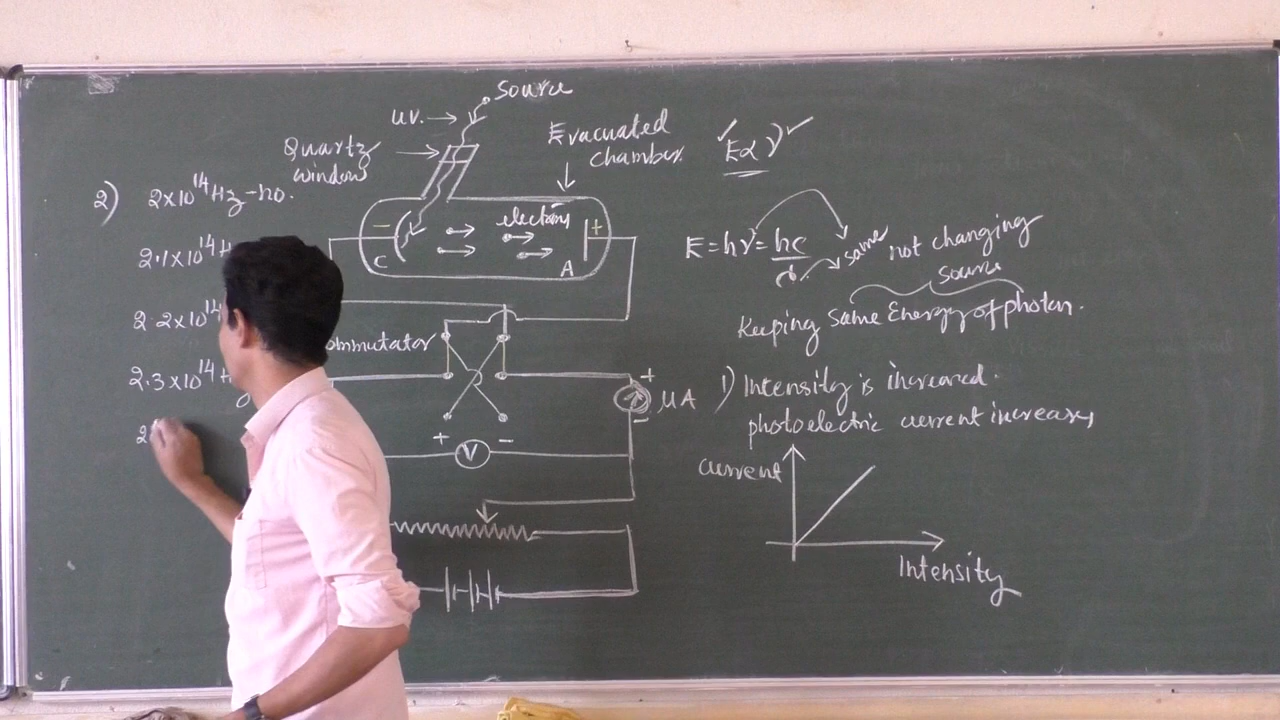 Source
u.v.
Quartz
window
Evacuated
chamber
E∝ν
2) 2×10¹⁴Hz-no.
2.1×10¹⁴H
2.2×10¹⁴
2.3×10¹⁴H
2
− electrons +
C A
E=hν=hc
λ
same not changing
source
Keeping Same Energy of photon.
ommutator
+ −
V
+
μA
−
1) Intensity is increased.
photoelectric current increases
current
Intensity